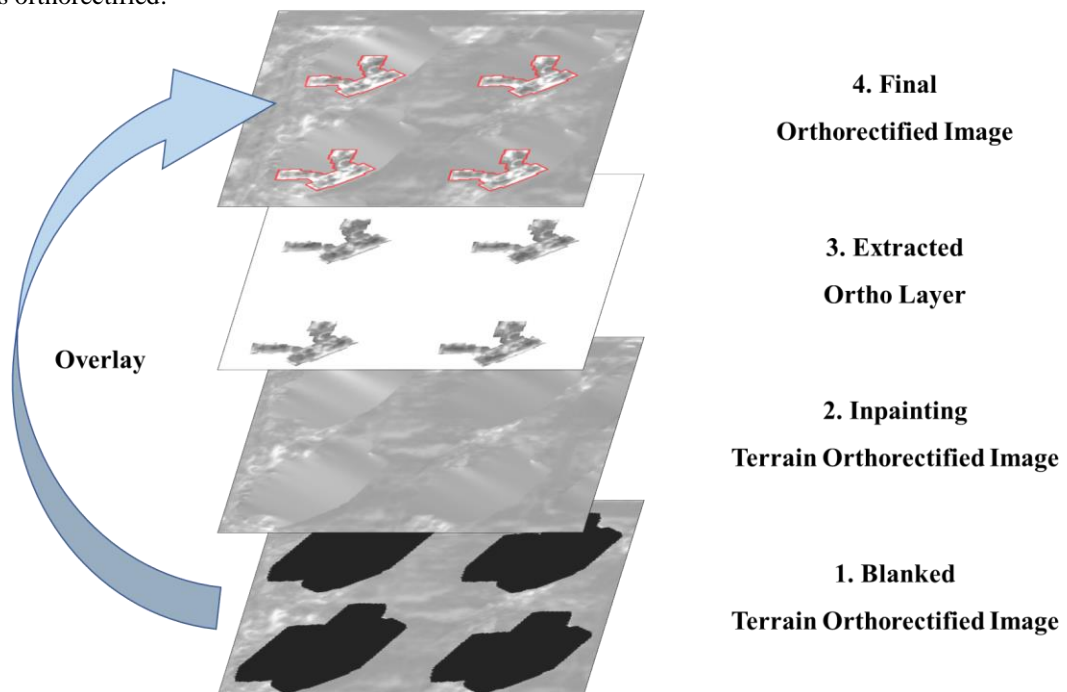 s orthorectified.
4. Final
Orthorectified Image
3. Extracted
Ortho Layer
Overlay
2. Inpainting
Terrain Orthorectified Image
1. Blanked
Terrain Orthorectified Image